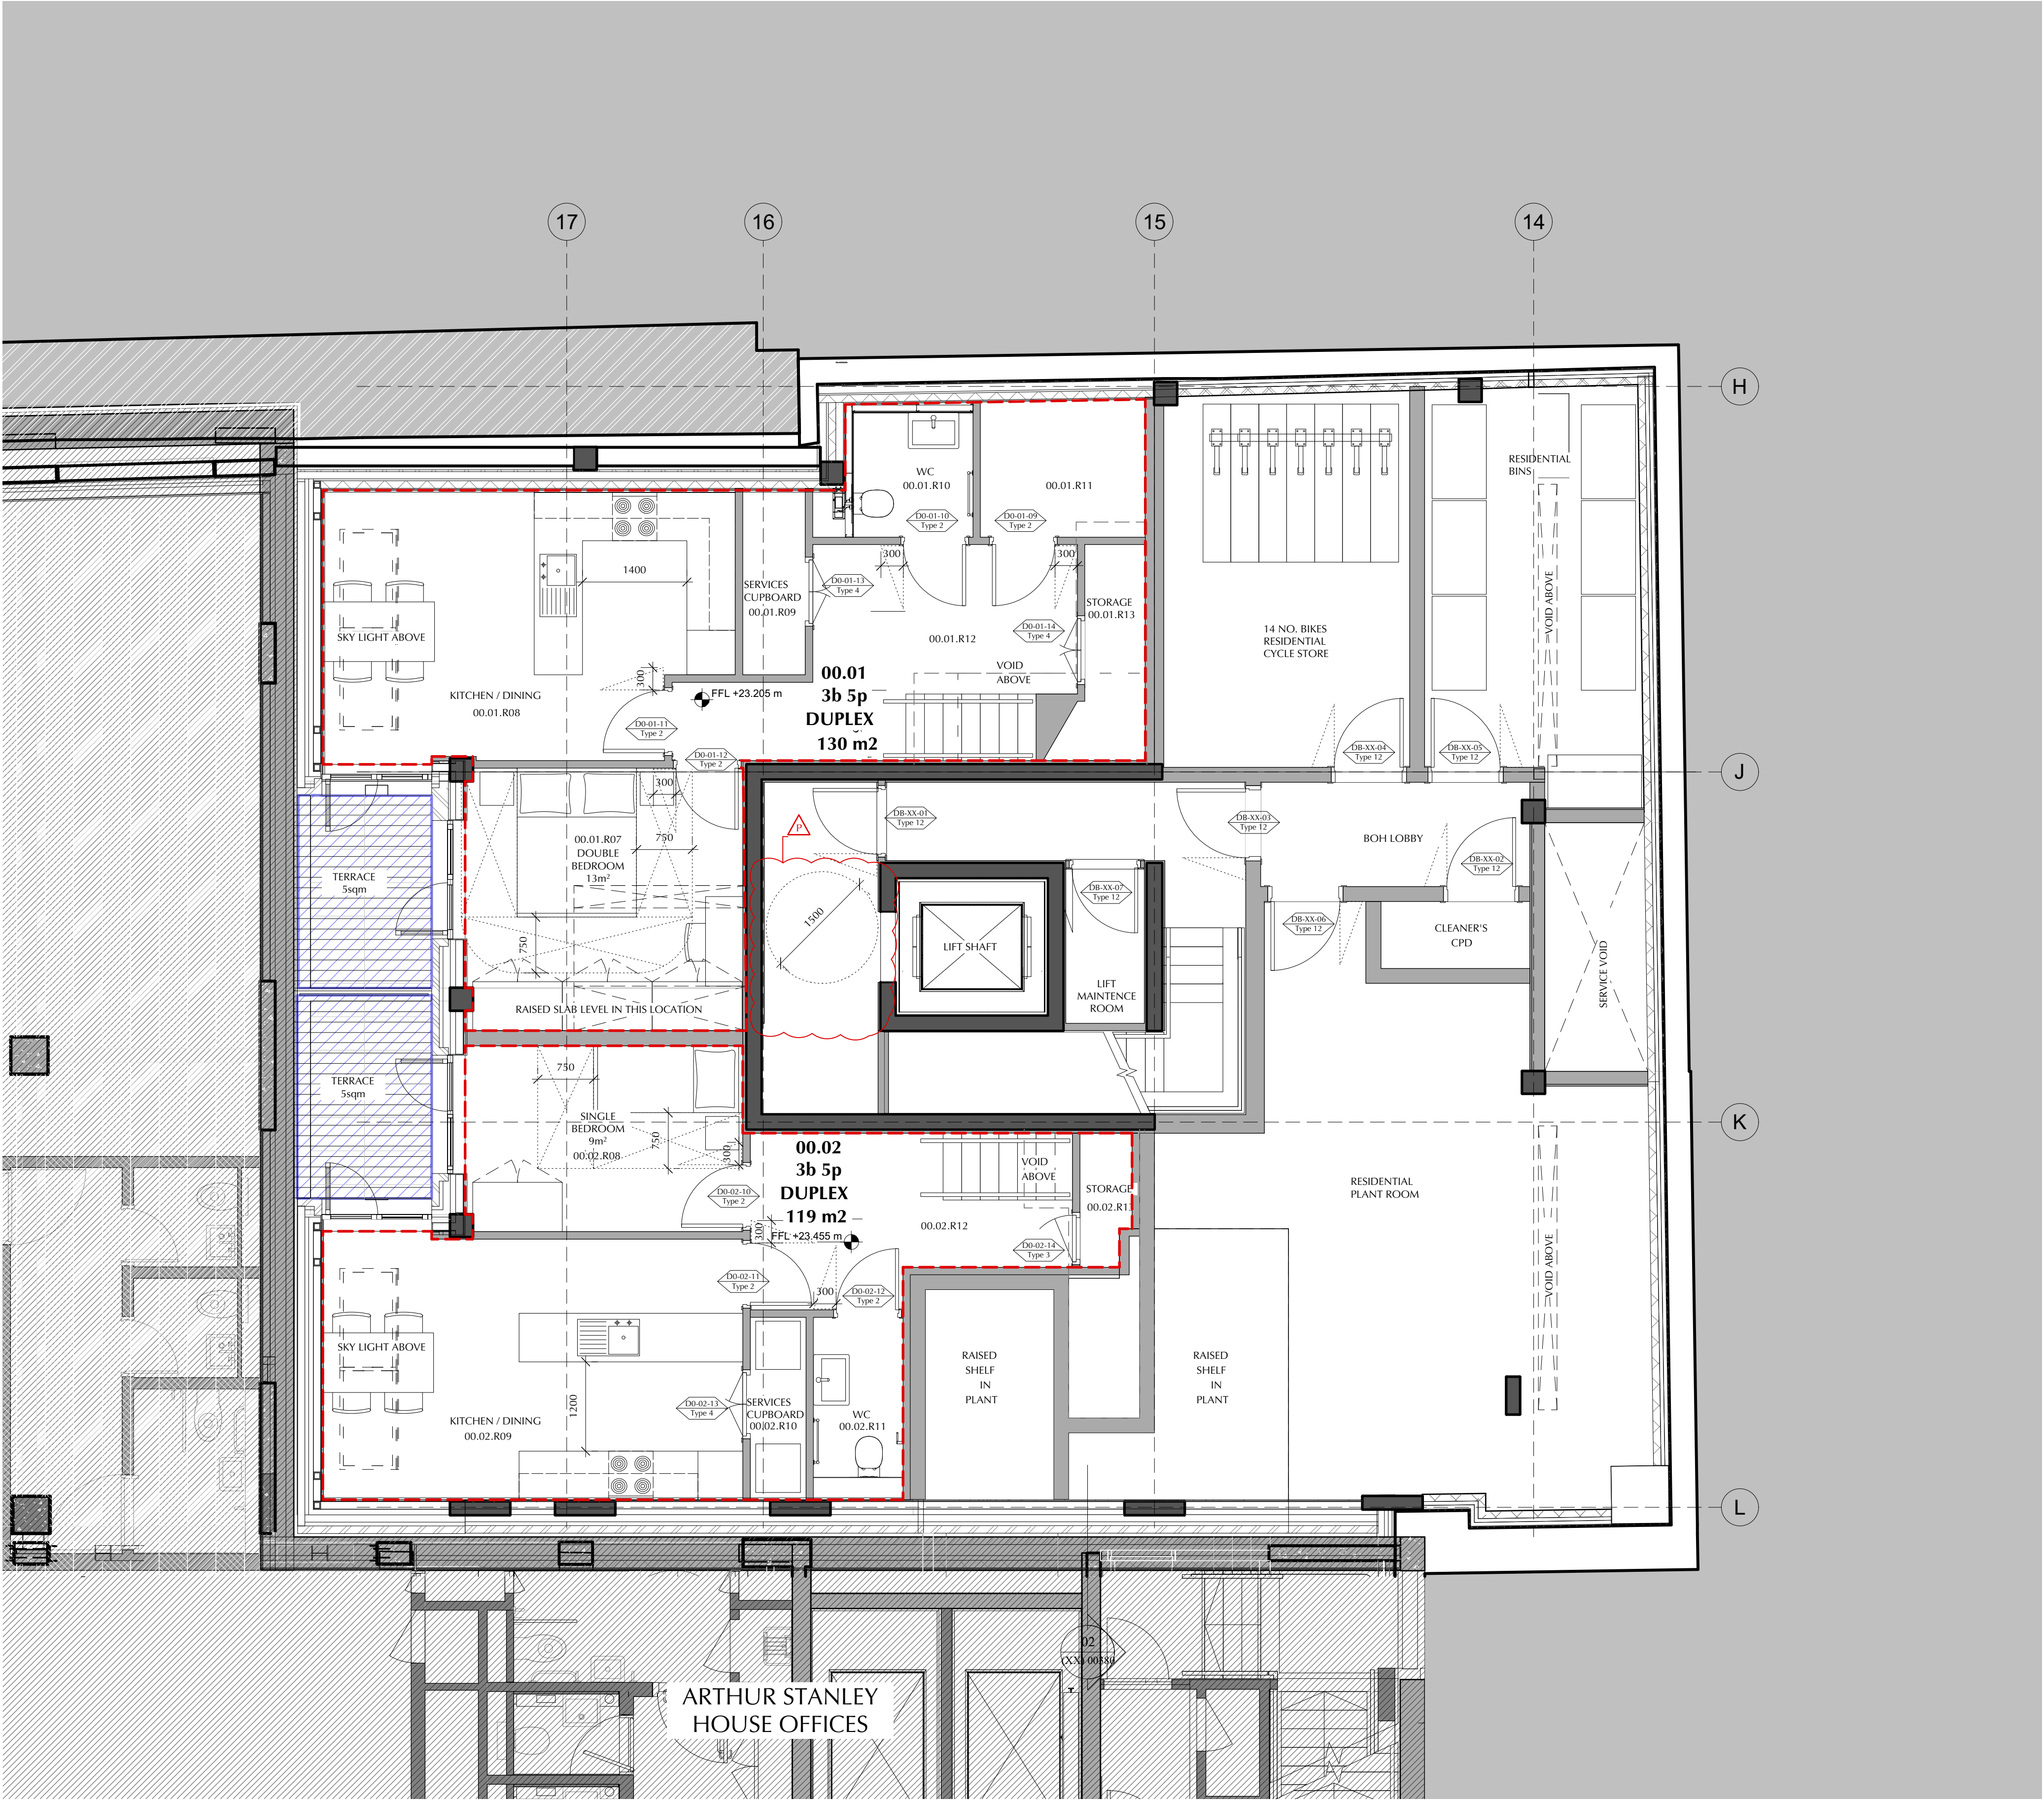 17
16
15
14
H
J
K
L
WC
00.01.R10
00.01.R11
D0-01-10
Type 2
D0-01-09
Type 2
300
300
1400
SERVICES
CUPBOARD
00.01.R09
D0-01-13
Type 4
STORAGE
00.01.R13
D0-01-14
Type 4
00.01.R12
SKY LIGHT ABOVE
VOID
ABOVE
00.01
3b 5p
DUPLEX
130 m2
300
FFL +23.205 m
KITCHEN / DINING
00.01.R08
D0-01-11
Type 2
D0-01-12
Type 2
RESIDENTIAL
BINS
VOID ABOVE
14 NO. BIKES
RESIDENTIAL
CYCLE STORE
DB-XX-04
Type 12
DB-XX-05
Type 12
300
750
00.01.R07
DOUBLE
BEDROOM
13m²
750
TERRACE
5sqm
RAISED SLAB LEVEL IN THIS LOCATION
P
1500
DB-XX-01
Type 12
DB-XX-03
Type 12
BOH LOBBY
DB-XX-02
Type 12
DB-XX-07
Type 12
DB-XX-06
Type 12
CLEANER'S
CPD
LIFT SHAFT
LIFT
MAINTENCE
ROOM
SERVICE VOID
TERRACE
5sqm
750
SINGLE
BEDROOM
9m²
00.02.R08
750
300
00.02
3b 5p
DUPLEX
119 m2
D0-02-10
Type 2
300
FFL +23.455 m
VOID
ABOVE
STORAGE
00.02.R13
00.02.R12
D0-02-14
Type 3
RESIDENTIAL
PLANT ROOM
VOID ABOVE
D0-02-11
Type 2
300
D0-02-12
Type 2
SKY LIGHT ABOVE
1200
KITCHEN / DINING
00.02.R09
D0-02-13
Type 4
SERVICES
CUPBOARD
00.02.R10
WC
00.02.R11
RAISED
SHELF
IN
PLANT
RAISED
SHELF
IN
PLANT
02
(XX) 00380
ARTHUR STANLEY
HOUSE OFFICES